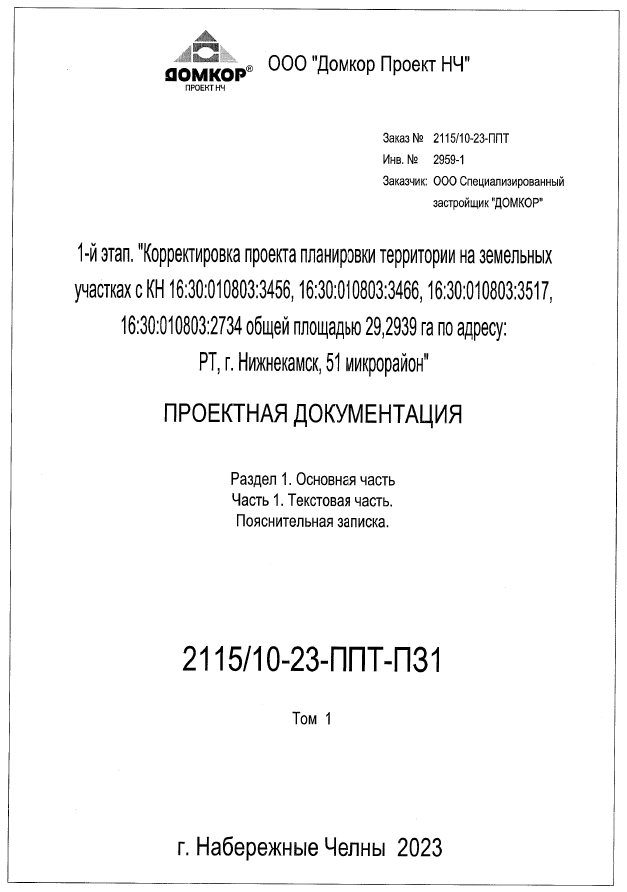 ДОМКОР®
ПРОЕКТ НЧ
ООО "Домкор Проект НЧ"
Заказ № 2115/10-23-ППТ
Инв. № 2959-1
Заказчик: ООО Специализированный
застройщик "ДОМКОР"
1-й этап. "Корректировка проекта планировки территории на земельных
участках с КН 16:30:010803:3456, 16:30:010803:3466, 16:30:010803:3517,
16:30:010803:2734 общей площадью 29,2939 га по адресу:
РТ, г. Нижнекамск, 51 микрорайон"
ПРОЕКТНАЯ ДОКУМЕНТАЦИЯ
Раздел 1. Основная часть
Часть 1. Текстовая часть.
Пояснительная записка.
2115/10-23-ППТ-ПЗ1
Том 1
г. Набережные Челны 2023